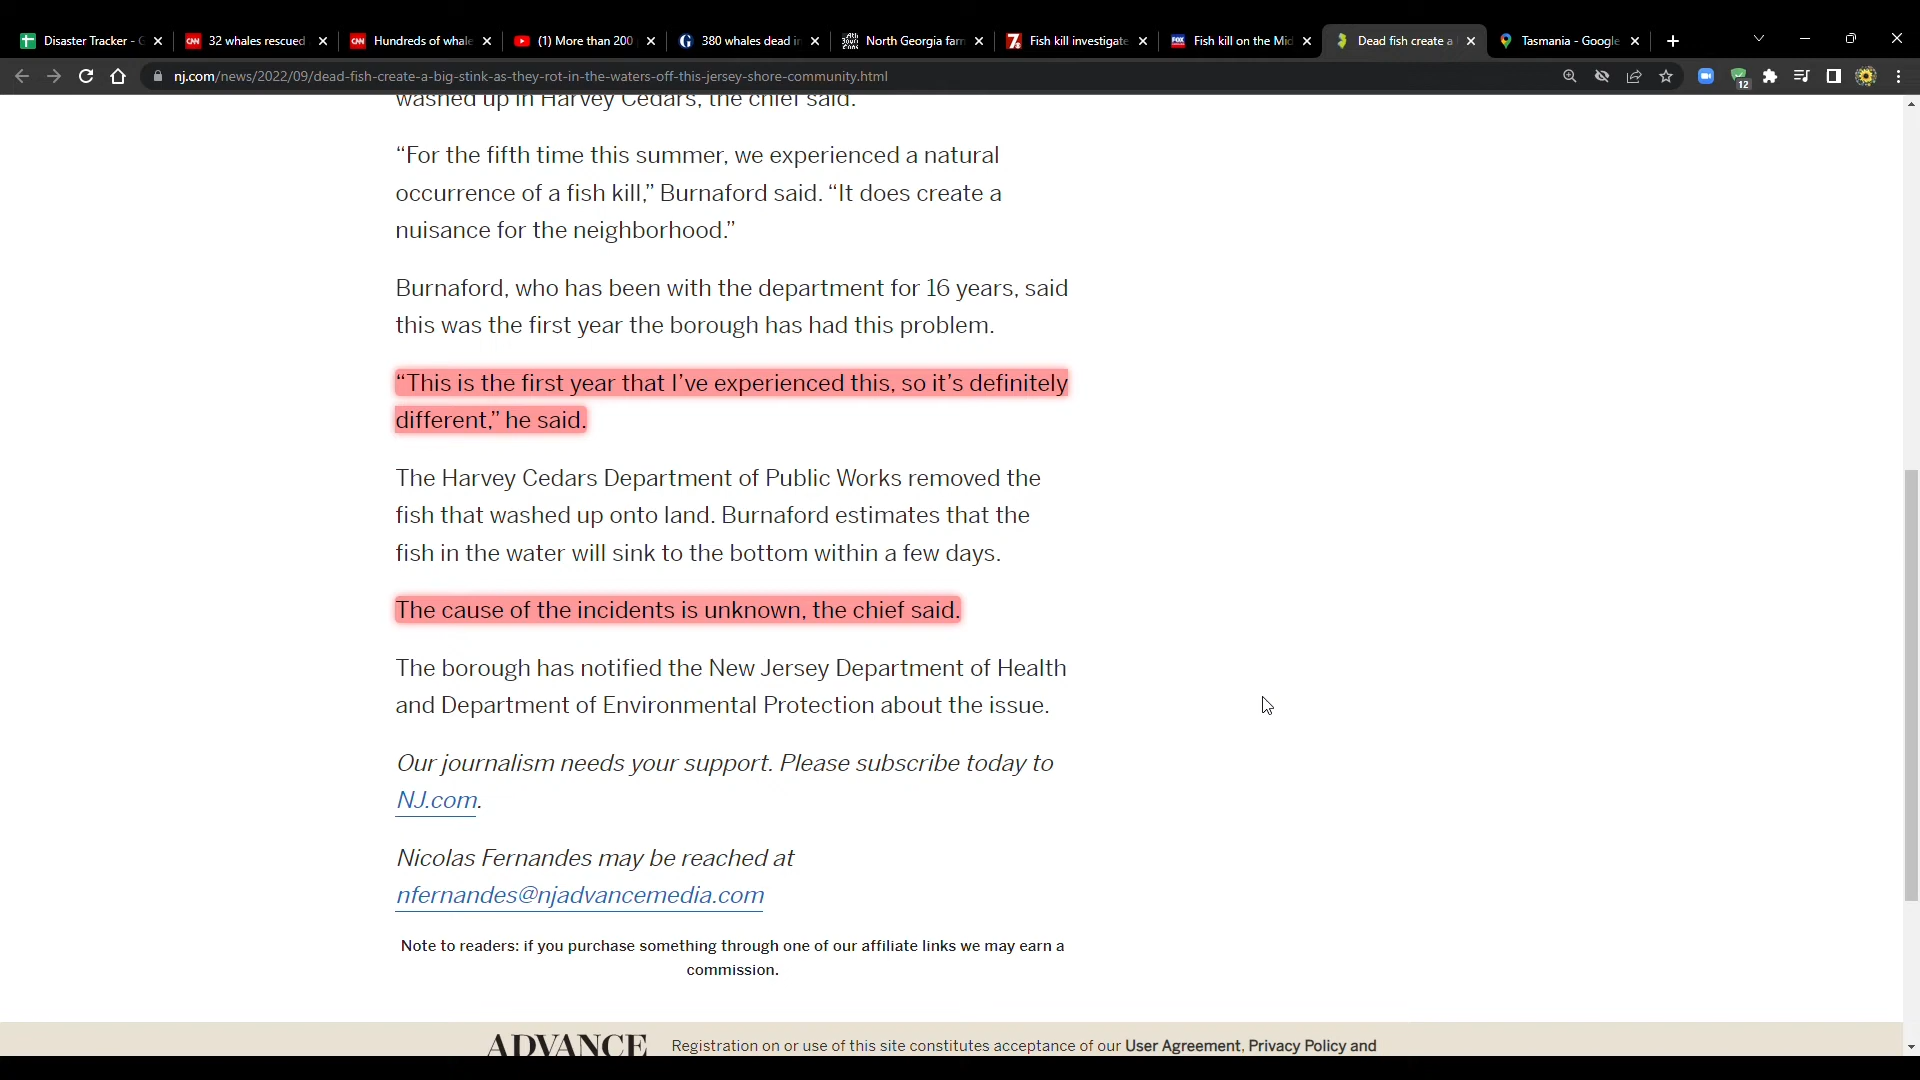 Disaster Tracker - G
32 whales rescued
Hundreds of whale
(1) More than 200
380 whales dead in
North Georgia farm
Fish kill investigate
Fish kill on the Mid
Dead fish create a
Tasmania - Google
nj.com/news/2022/09/dead-fish-create-a-big-stink-as-they-rot-in-the-waters-off-this-jersey-shore-community.html
12
washed up in Harvey Cedars, the chief said.
“For the fifth time this summer, we experienced a natural
occurrence of a fish kill,” Burnaford said. “It does create a
nuisance for the neighborhood.”
Burnaford, who has been with the department for 16 years, said
this was the first year the borough has had this problem.
“This is the first year that I’ve experienced this, so it’s definitely
different,” he said.
The Harvey Cedars Department of Public Works removed the
fish that washed up onto land. Burnaford estimates that the
fish in the water will sink to the bottom within a few days.
The cause of the incidents is unknown, the chief said.
The borough has notified the New Jersey Department of Health
and Department of Environmental Protection about the issue.
Our journalism needs your support. Please subscribe today to
NJ.com.
Nicolas Fernandes may be reached at
nfernandes@njadvancemedia.com
Note to readers: if you purchase something through one of our affiliate links we may earn a
commission.
ADVANCE
Registration on or use of this site constitutes acceptance of our User Agreement, Privacy Policy and